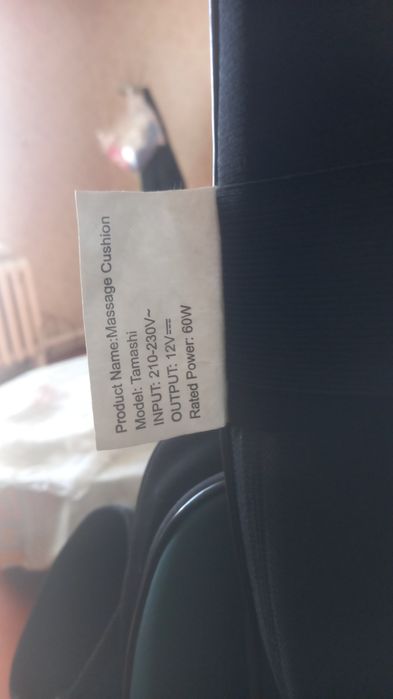 Product Name:Massage Cushion
Model: Tamashi
INPUT: 210-230V~
OUTPUT: 12V⎓
Rated Power: 60W